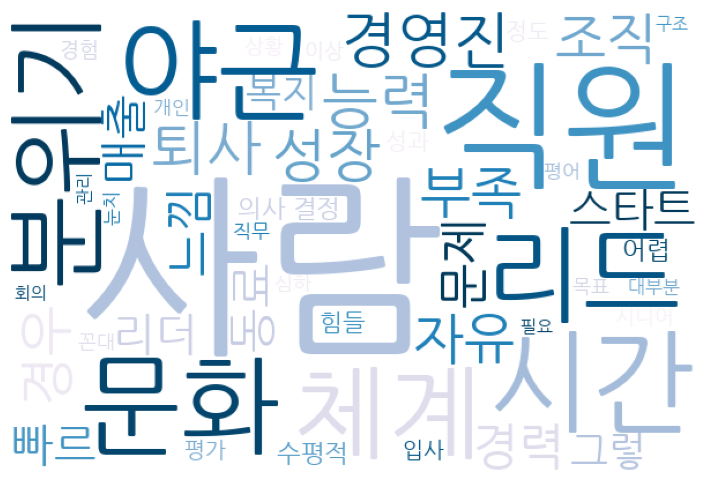 경험
상황
이상
경영진
정도
조직
구조
분위기
야근
복지
능력
직원
매출
개인
퇴사
성장
성과
평어
관리
눈치
느낌
의사 결정
부족
스타트
직무
사람
문제
리드
어렵
회의
동료
심하
목표
대부분
경우
꼰대
리더
힘들
자유
필요
시니어
문화
체계
시간
빠르
평가
수평적
입사
경력
그렇